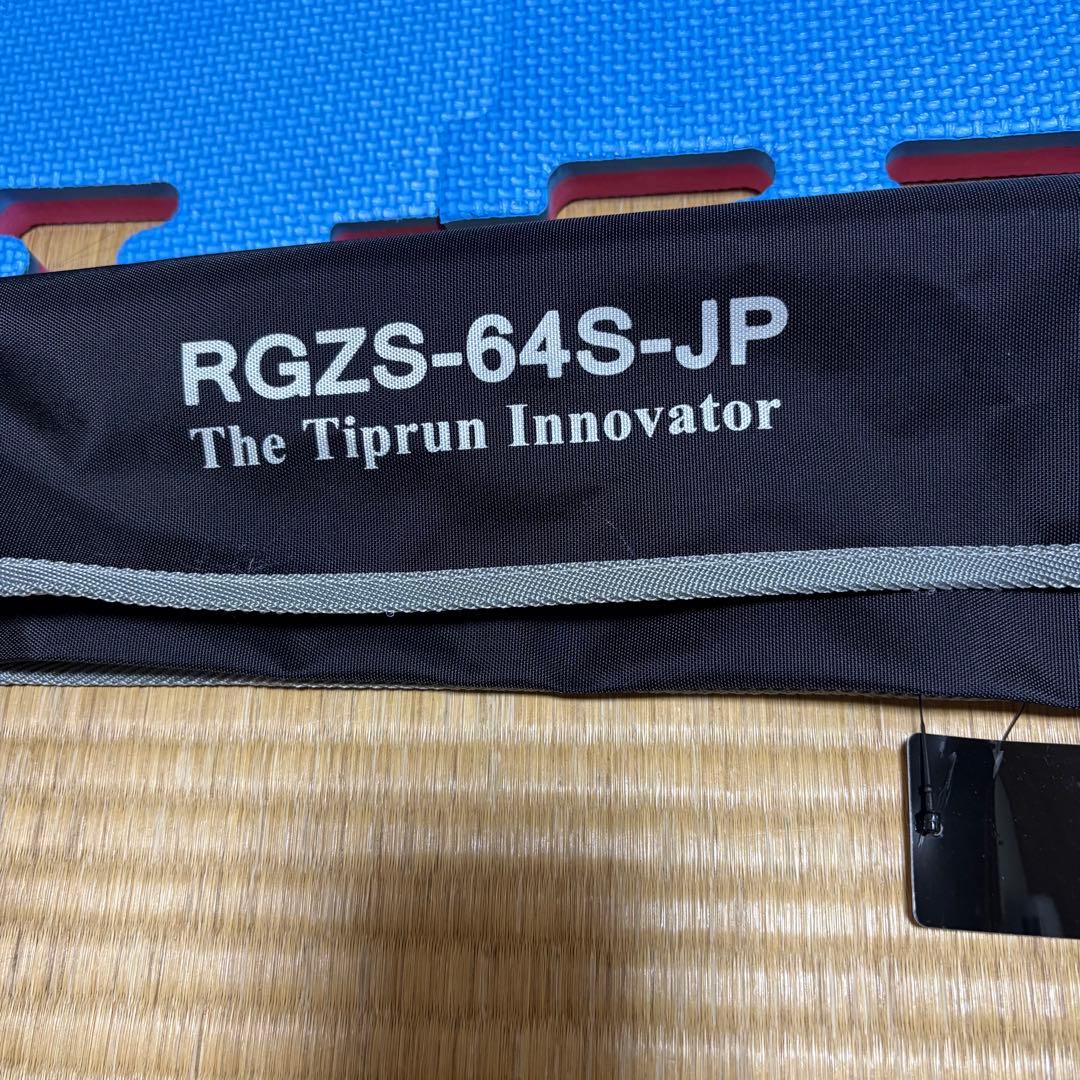 RGZS-64S-JP
The Tiprun Innovator